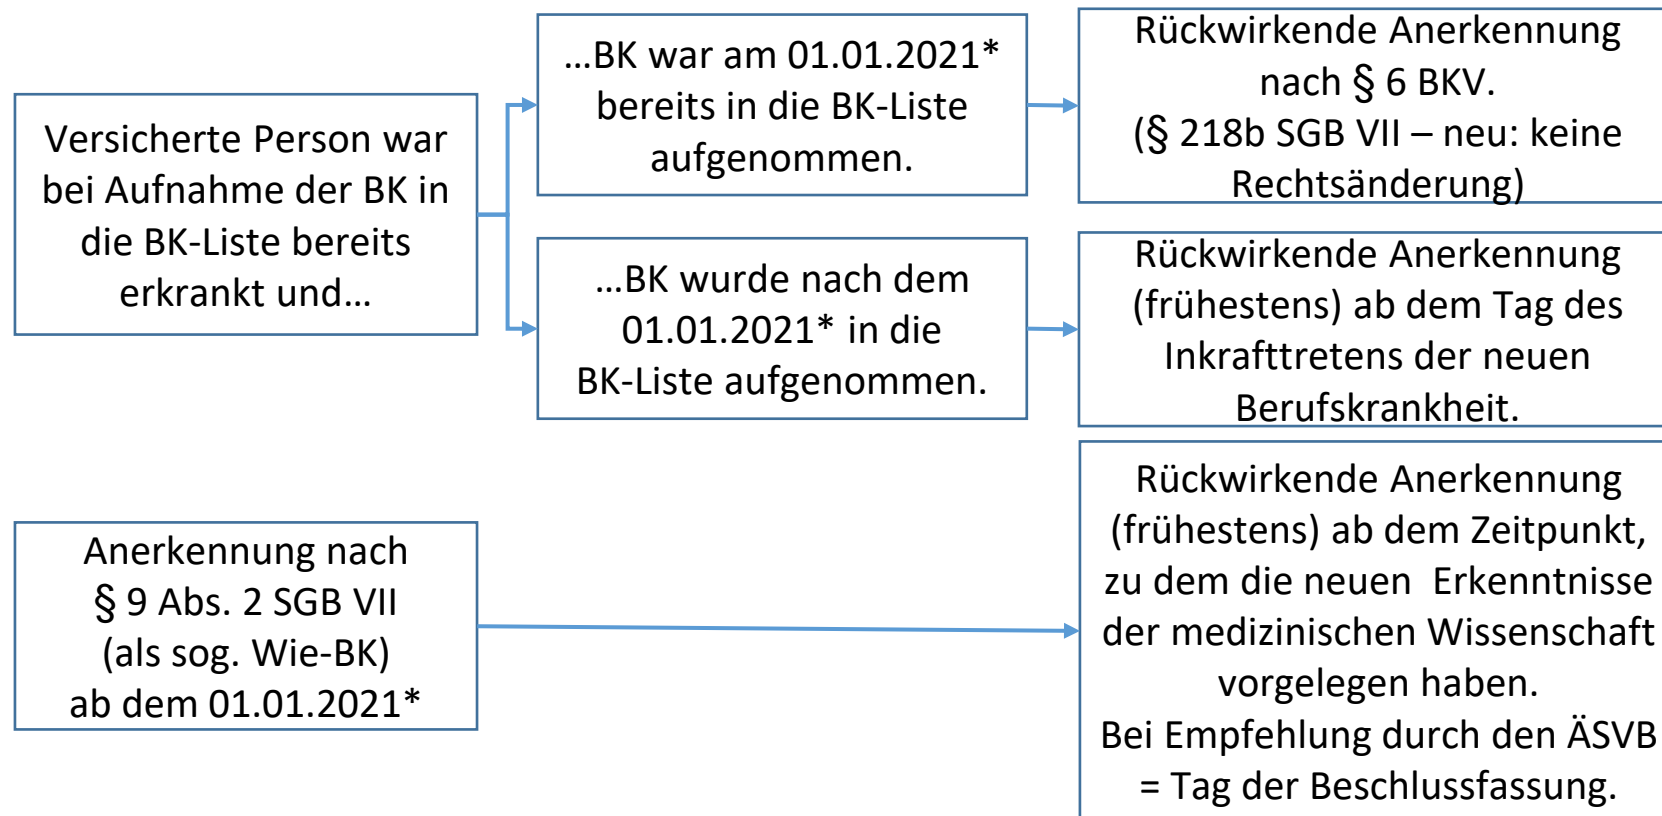 Versicherte Person war
bei Aufnahme der BK in
die BK-Liste bereits
erkrankt und…
…BK war am 01.01.2021*
bereits in die BK-Liste
aufgenommen.
Rückwirkende Anerkennung
nach § 6 BKV.
(§ 218b SGB VII – neu: keine
Rechtsänderung)
…BK wurde nach dem
01.01.2021* in die
BK-Liste aufgenommen.
Rückwirkende Anerkennung
(frühestens) ab dem Tag des
Inkrafttretens der neuen
Berufskrankheit.
Anerkennung nach
§ 9 Abs. 2 SGB VII
(als sog. Wie-BK)
ab dem 01.01.2021*
Rückwirkende Anerkennung
(frühestens) ab dem Zeitpunkt,
zu dem die neuen Erkenntnisse
der medizinischen Wissenschaft
vorgelegen haben.
Bei Empfehlung durch den ÄSVB
= Tag der Beschlussfassung.